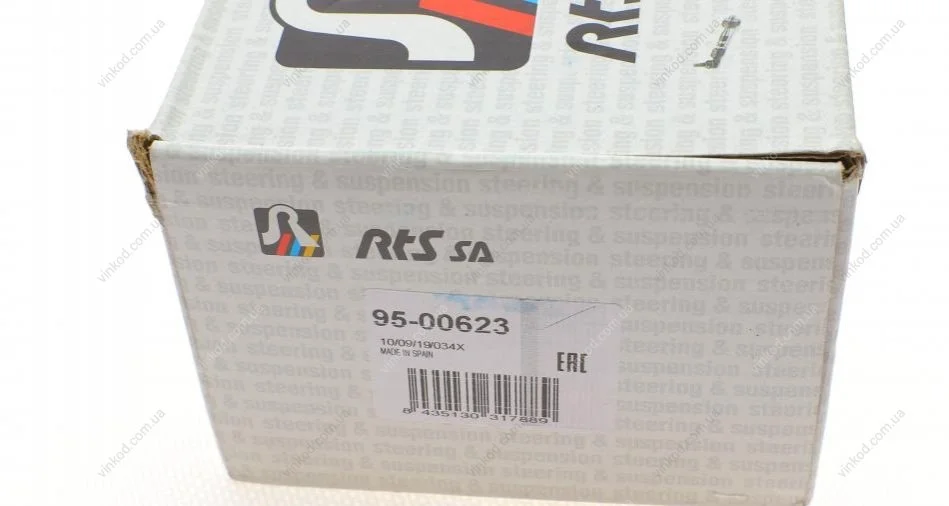 RtS
RtS SA
steering & suspension steering & suspension steering & suspension
95-00623
10/09/19/034X
MADE IN SPAIN
EAC
8 435130 317889
vinkod.com.ua